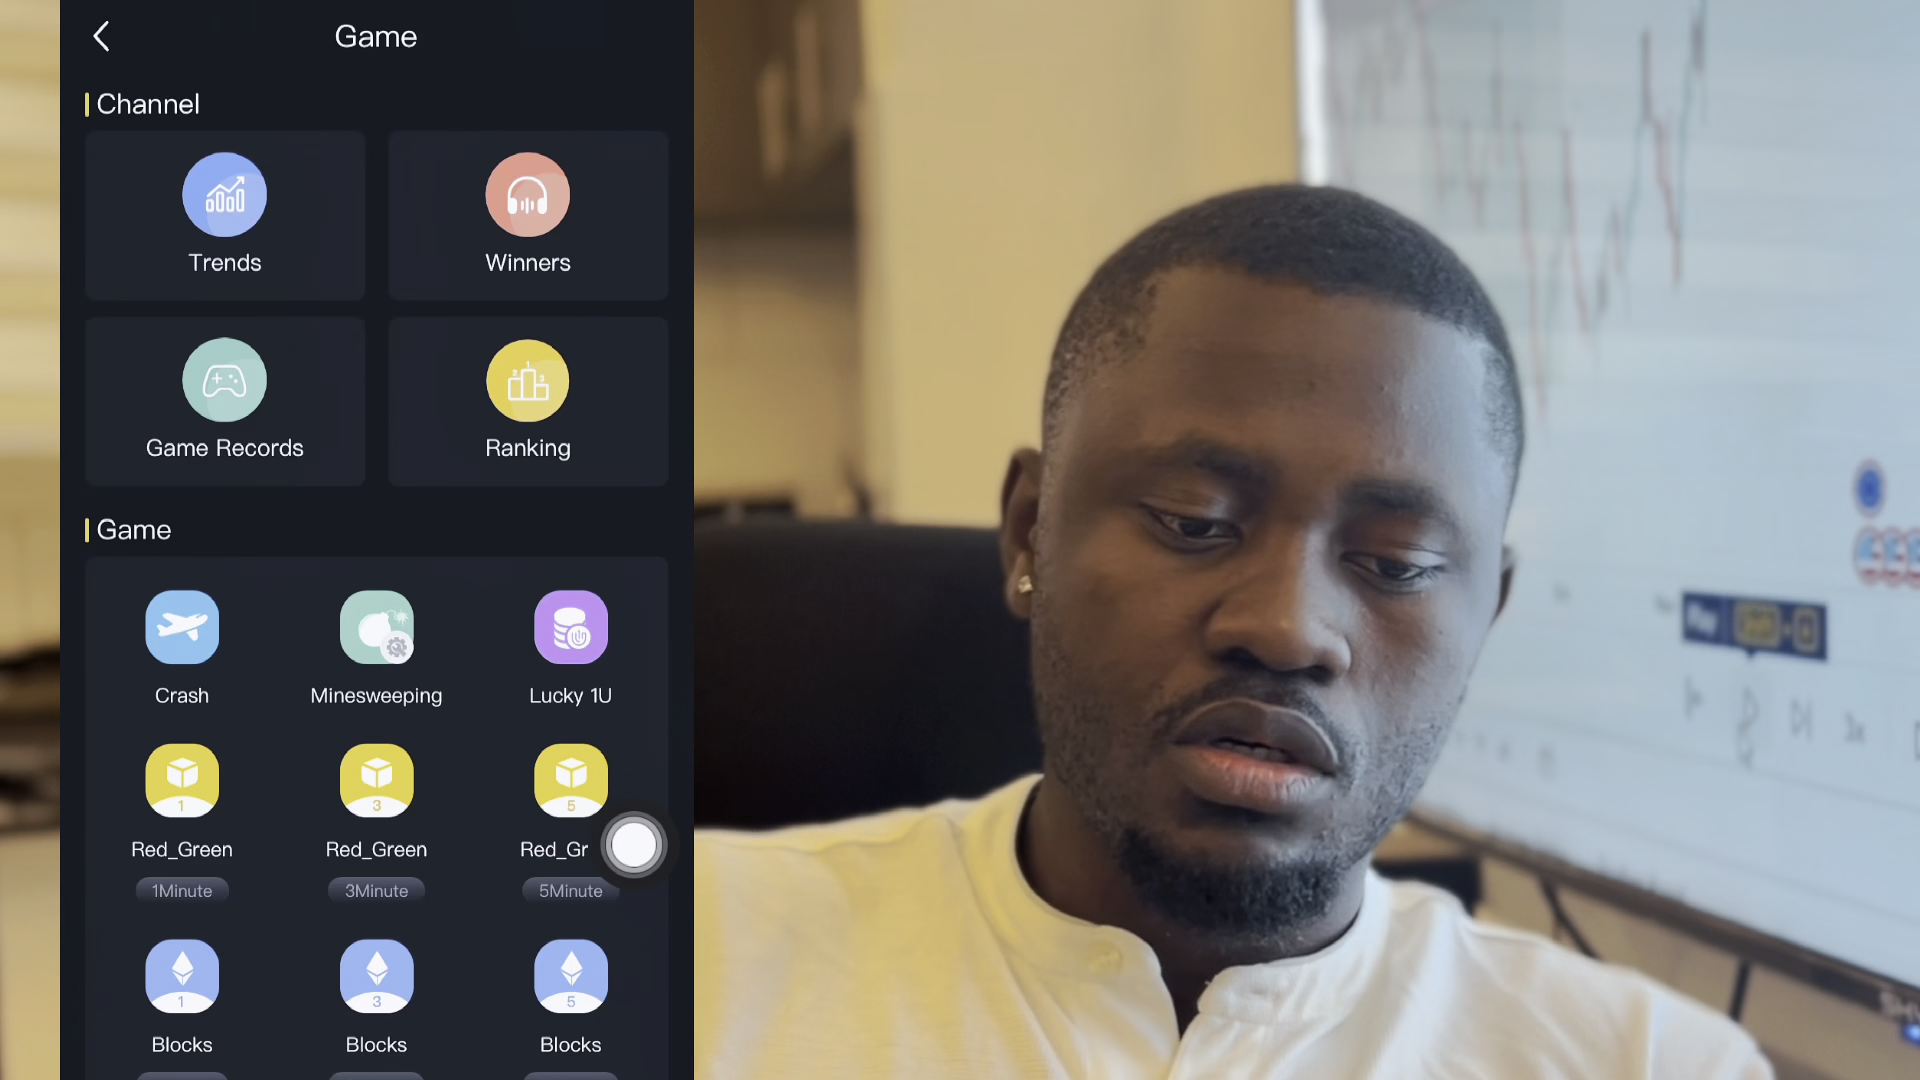 Game
Channel
Trends
Winners
Game Records
Ranking
Game
Crash
Minesweeping
Lucky 1U
1
3
5
Red_Green
Red_Green
Red_Gr
1Minute
3Minute
5Minute
1
3
5
Blocks
Blocks
Blocks